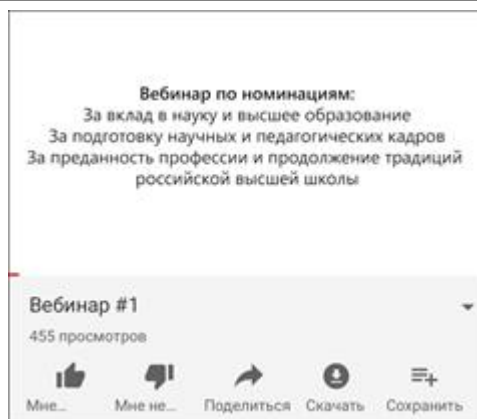 Вебинар по номинациям:
За вклад в науку и высшее образование
За подготовку научных и педагогических кадров
За преданность профессии и продолжение традиций
российской высшей школы
Вебинар #1
455 просмотров
Мне... Мне не... Поделиться Скачать Сохранить